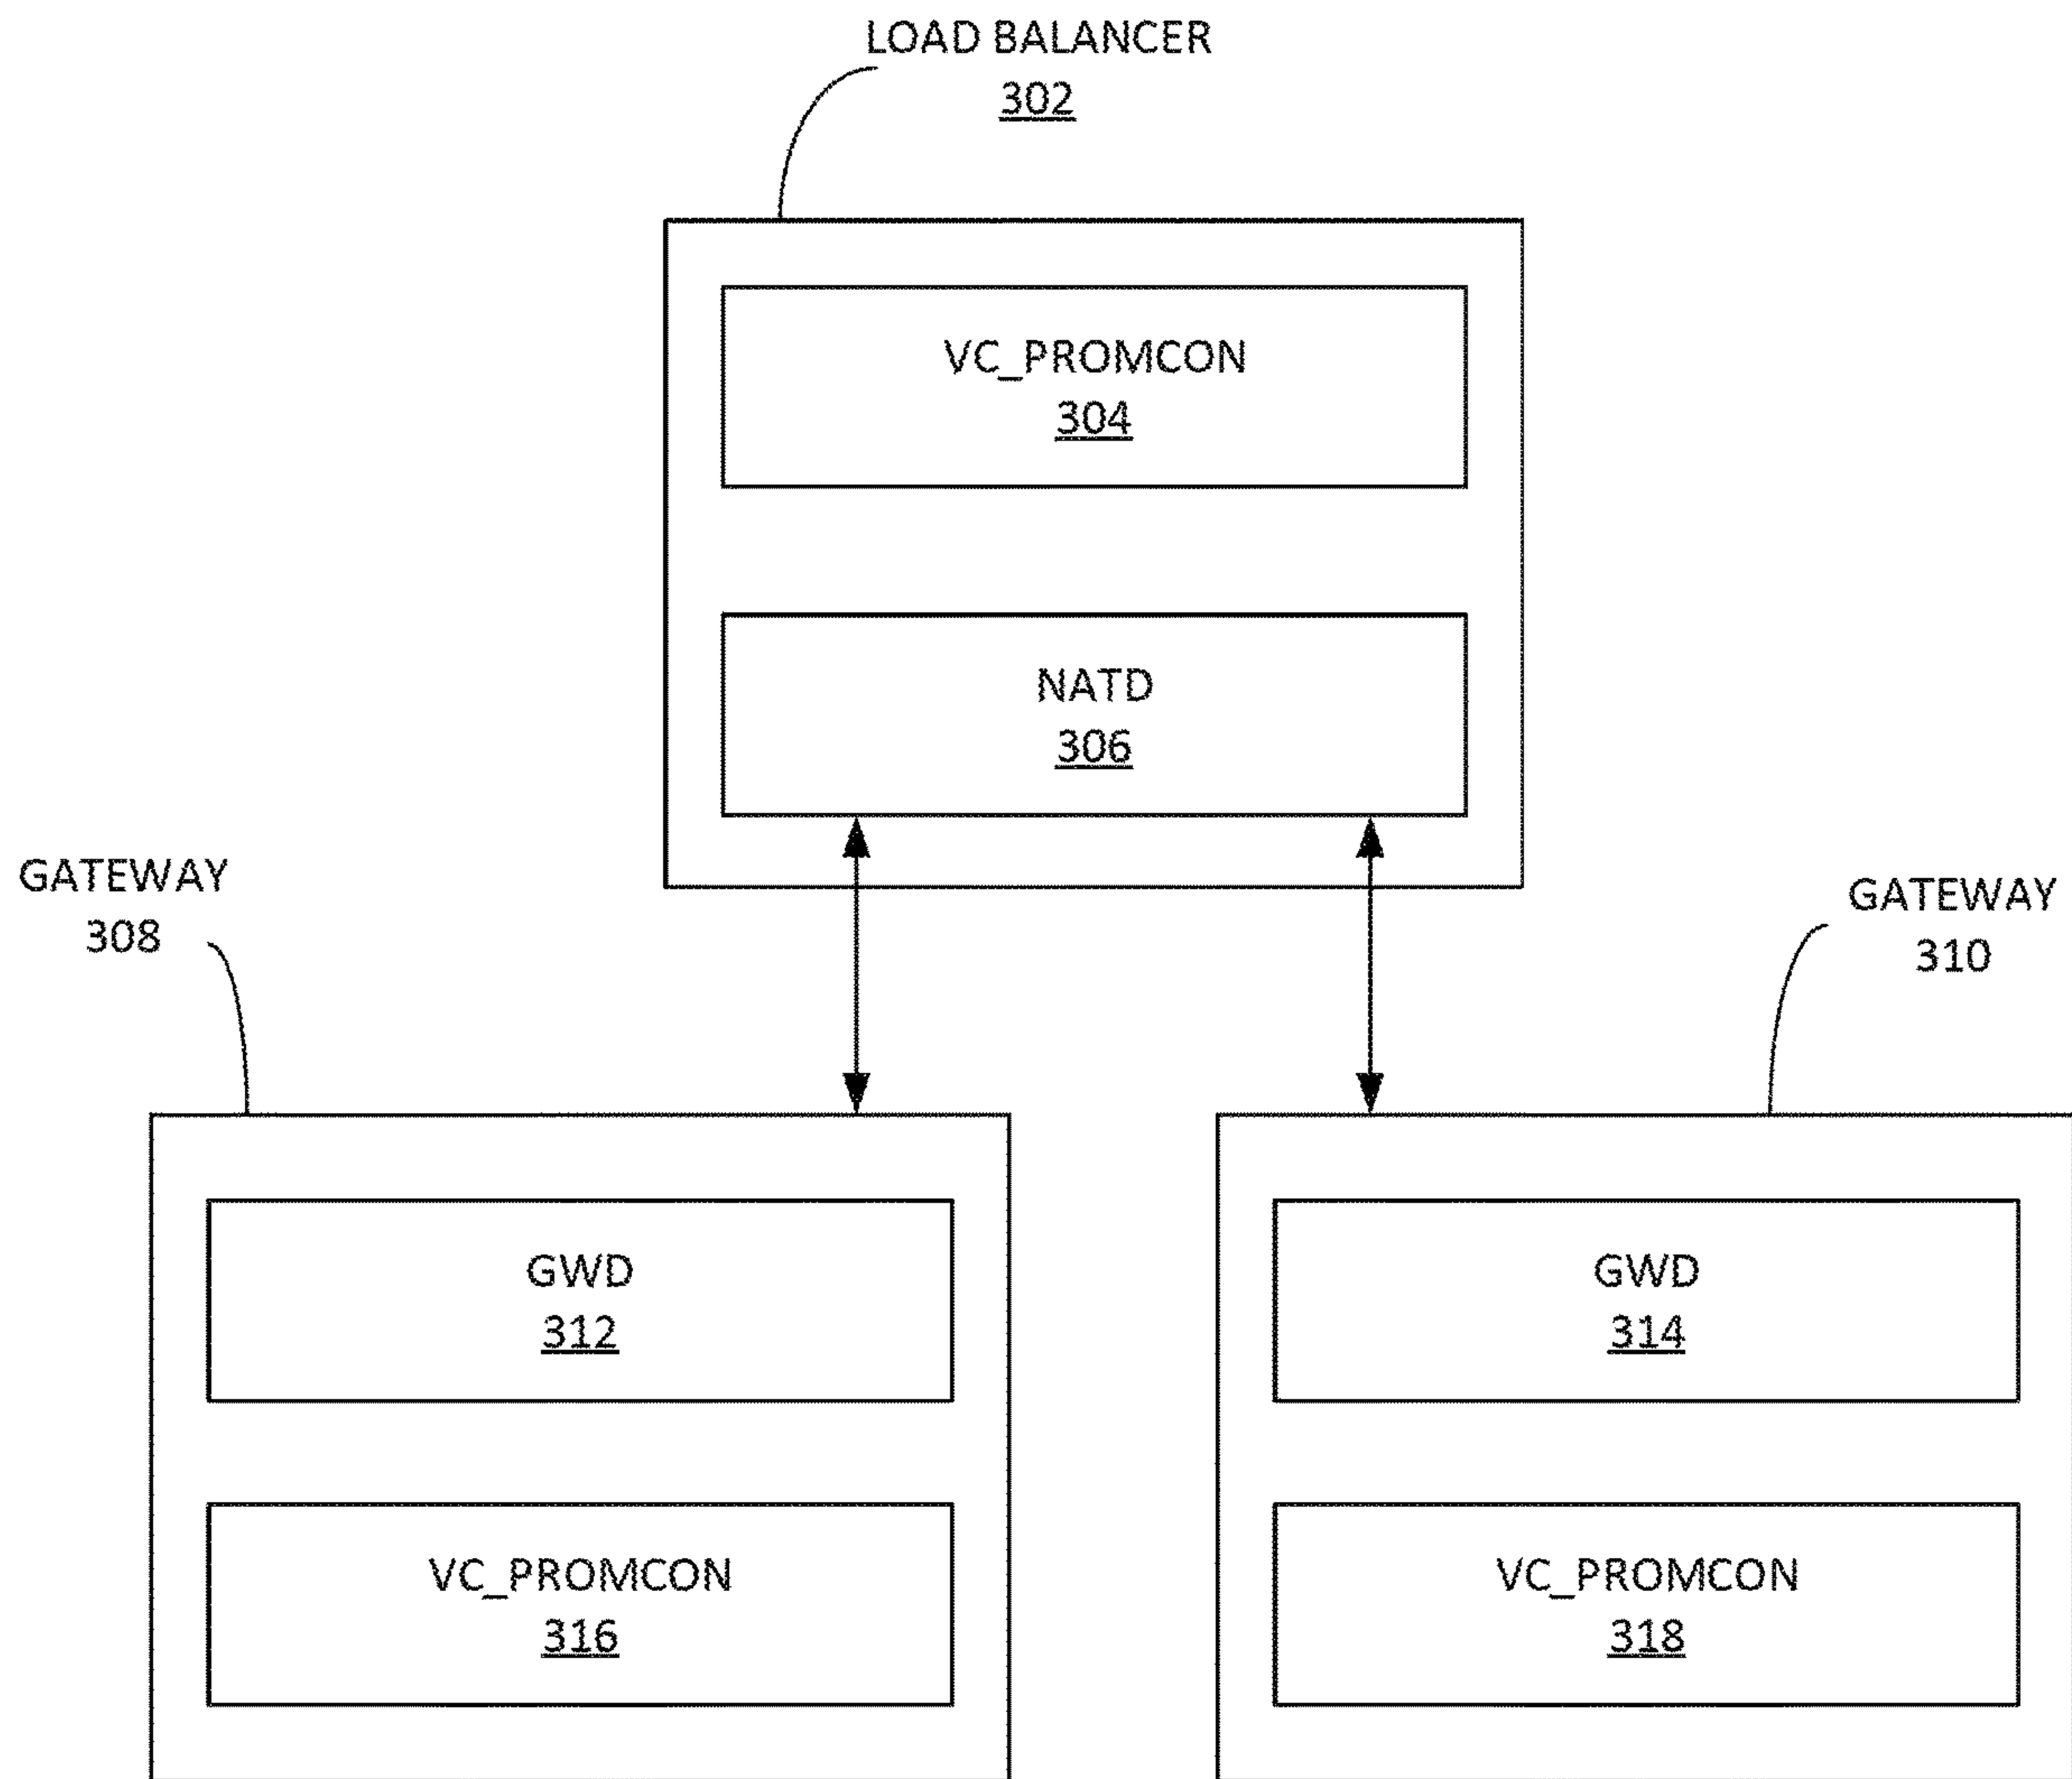 LOAD BALANCER
302
VC_PROMCON
304
NATD
306
GATEWAY
308
GATEWAY
310
GWD
312
VC_PROMCON
316
GWD
314
VC_PROMCON
318